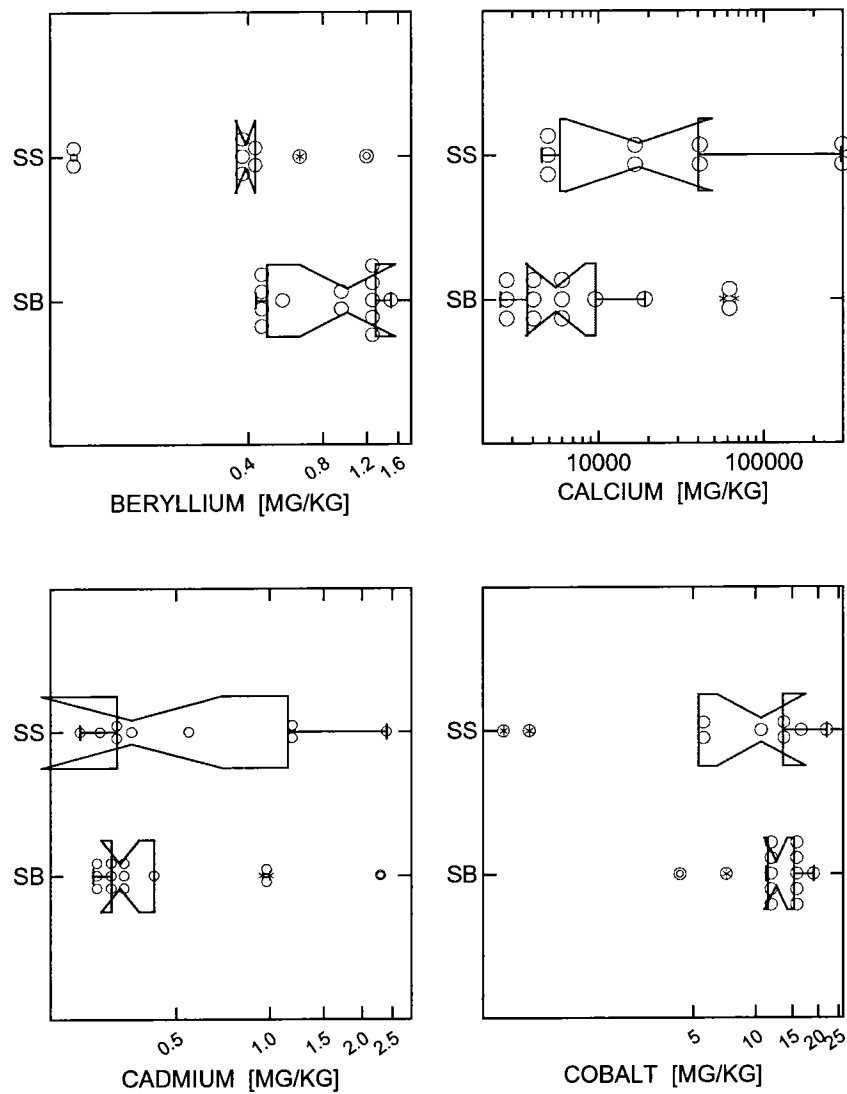 SS
SB
0.4
0.8
1.2
1.6
BERYLLIUM [MG/KG]
SS
SB
10000
100000
CALCIUM [MG/KG]
SS
SB
0.5
1.0
1.5
2.0
2.5
CADMIUM [MG/KG]
SS
SB
5
10
15
20
25
COBALT [MG/KG]